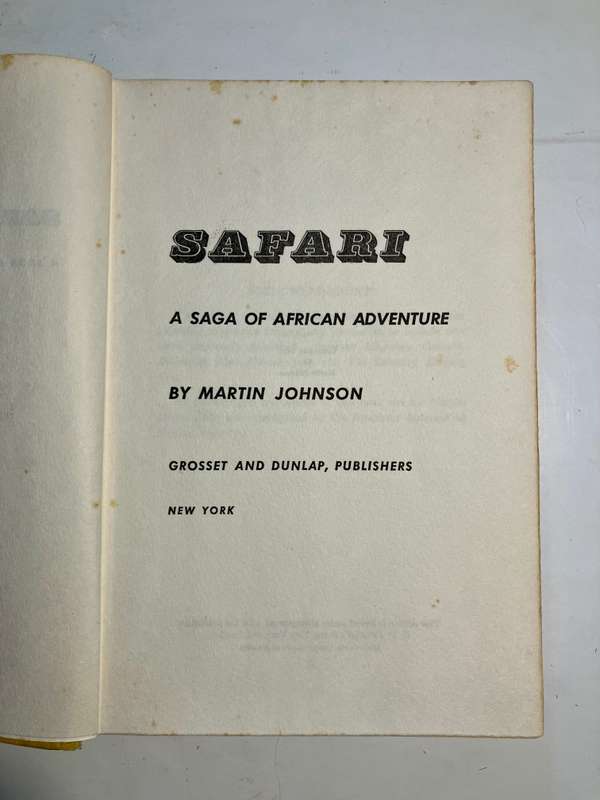 SAFARI
A SAGA OF AFRICAN ADVENTURE
BY MARTIN JOHNSON
GROSSET AND DUNLAP, PUBLISHERS
NEW YORK